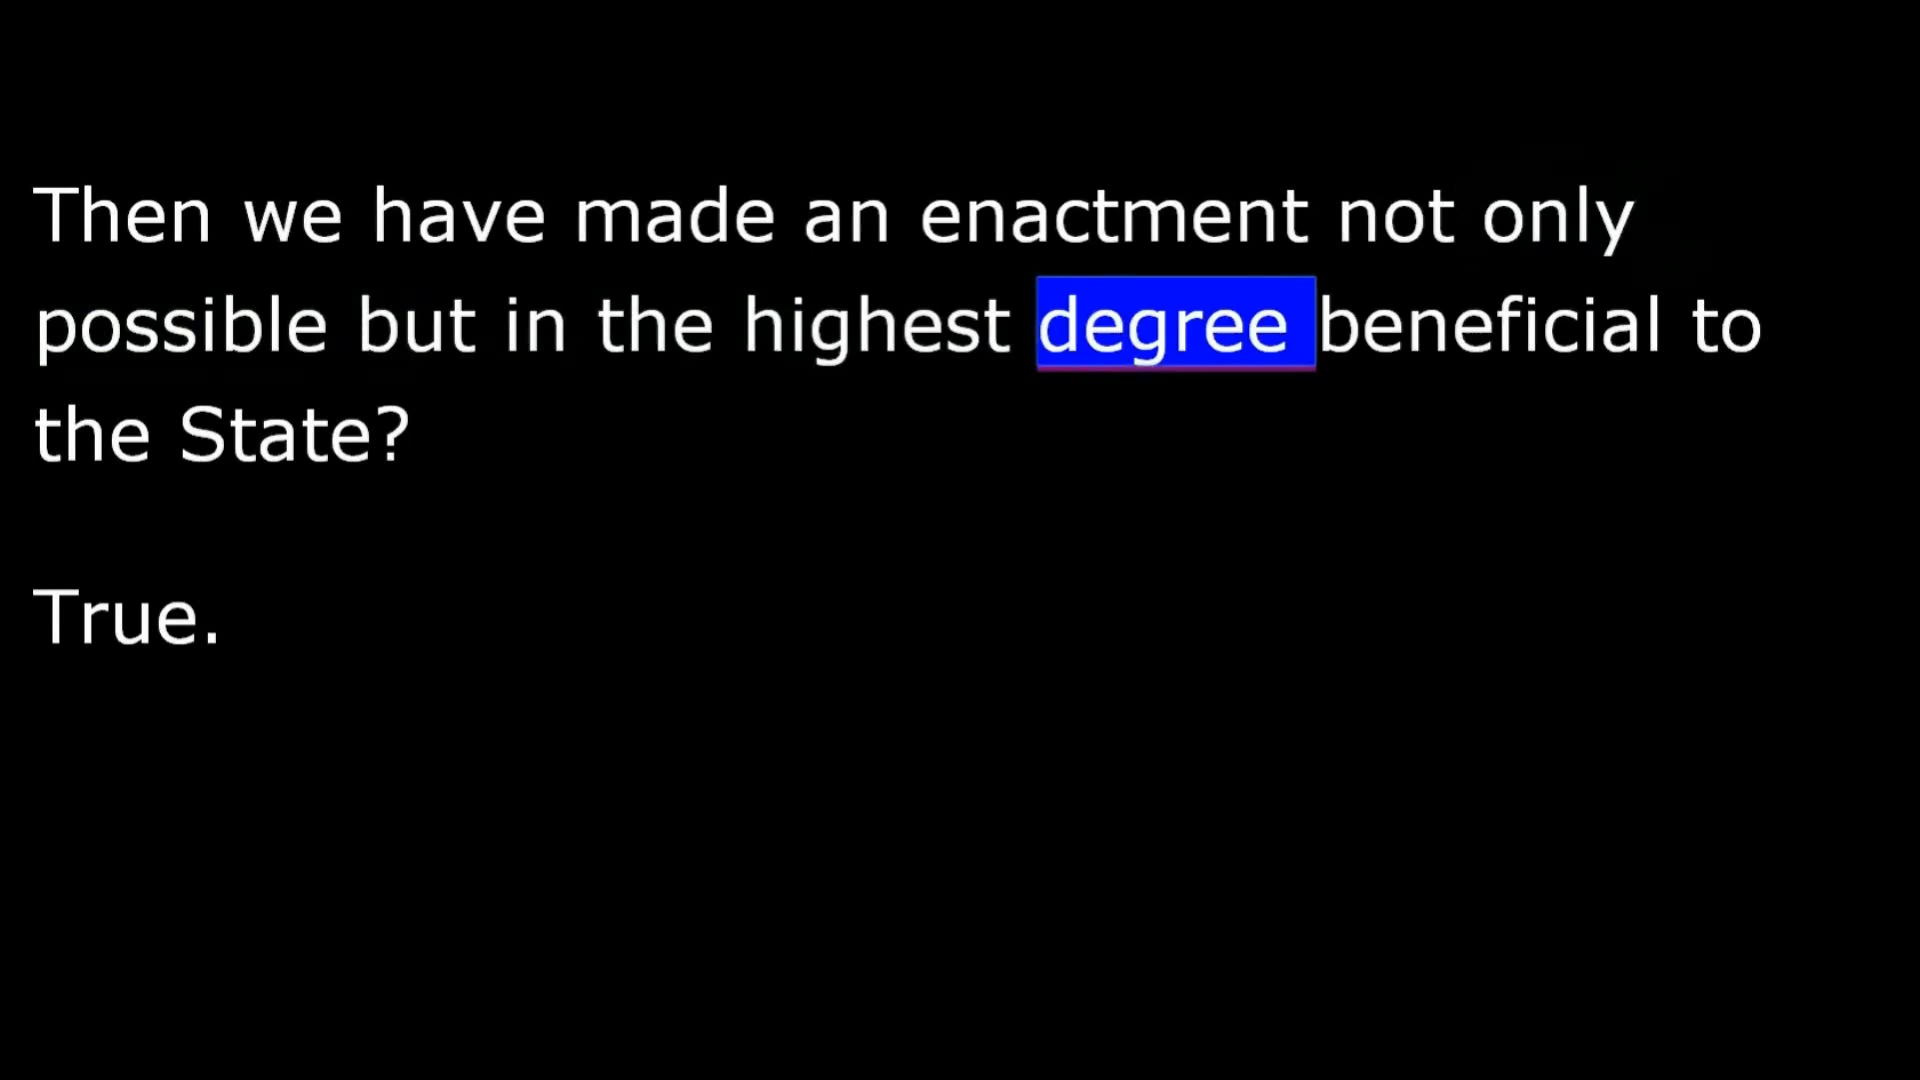 Then we have made an enactment not only
possible but in the highest degree beneficial to
the State?
True.